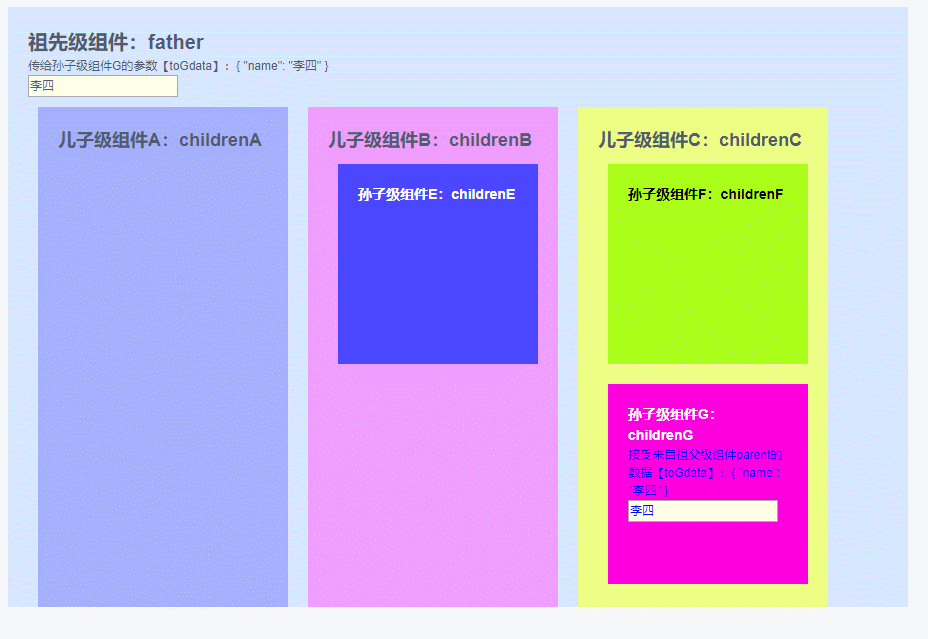 祖先级组件：father
传给孙子级组件G的参数【toGdata】：{ "name": "李四" }
李四
儿子级组件A：childrenA
儿子级组件B：childrenB
儿子级组件C：childrenC
孙子级组件E：childrenE
孙子级组件F：childrenF
孙子级组件G：
childrenG
接受来自祖父级组件parent的
数据【toGdata】：{ "name":
"李四" }
李四